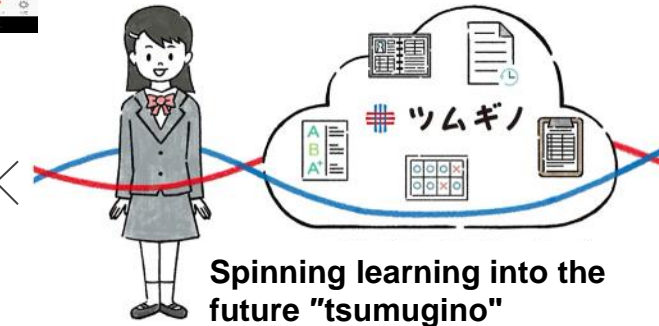 ツムギノ
A
B
A+
Spinning learning into the
future "tsumugino"